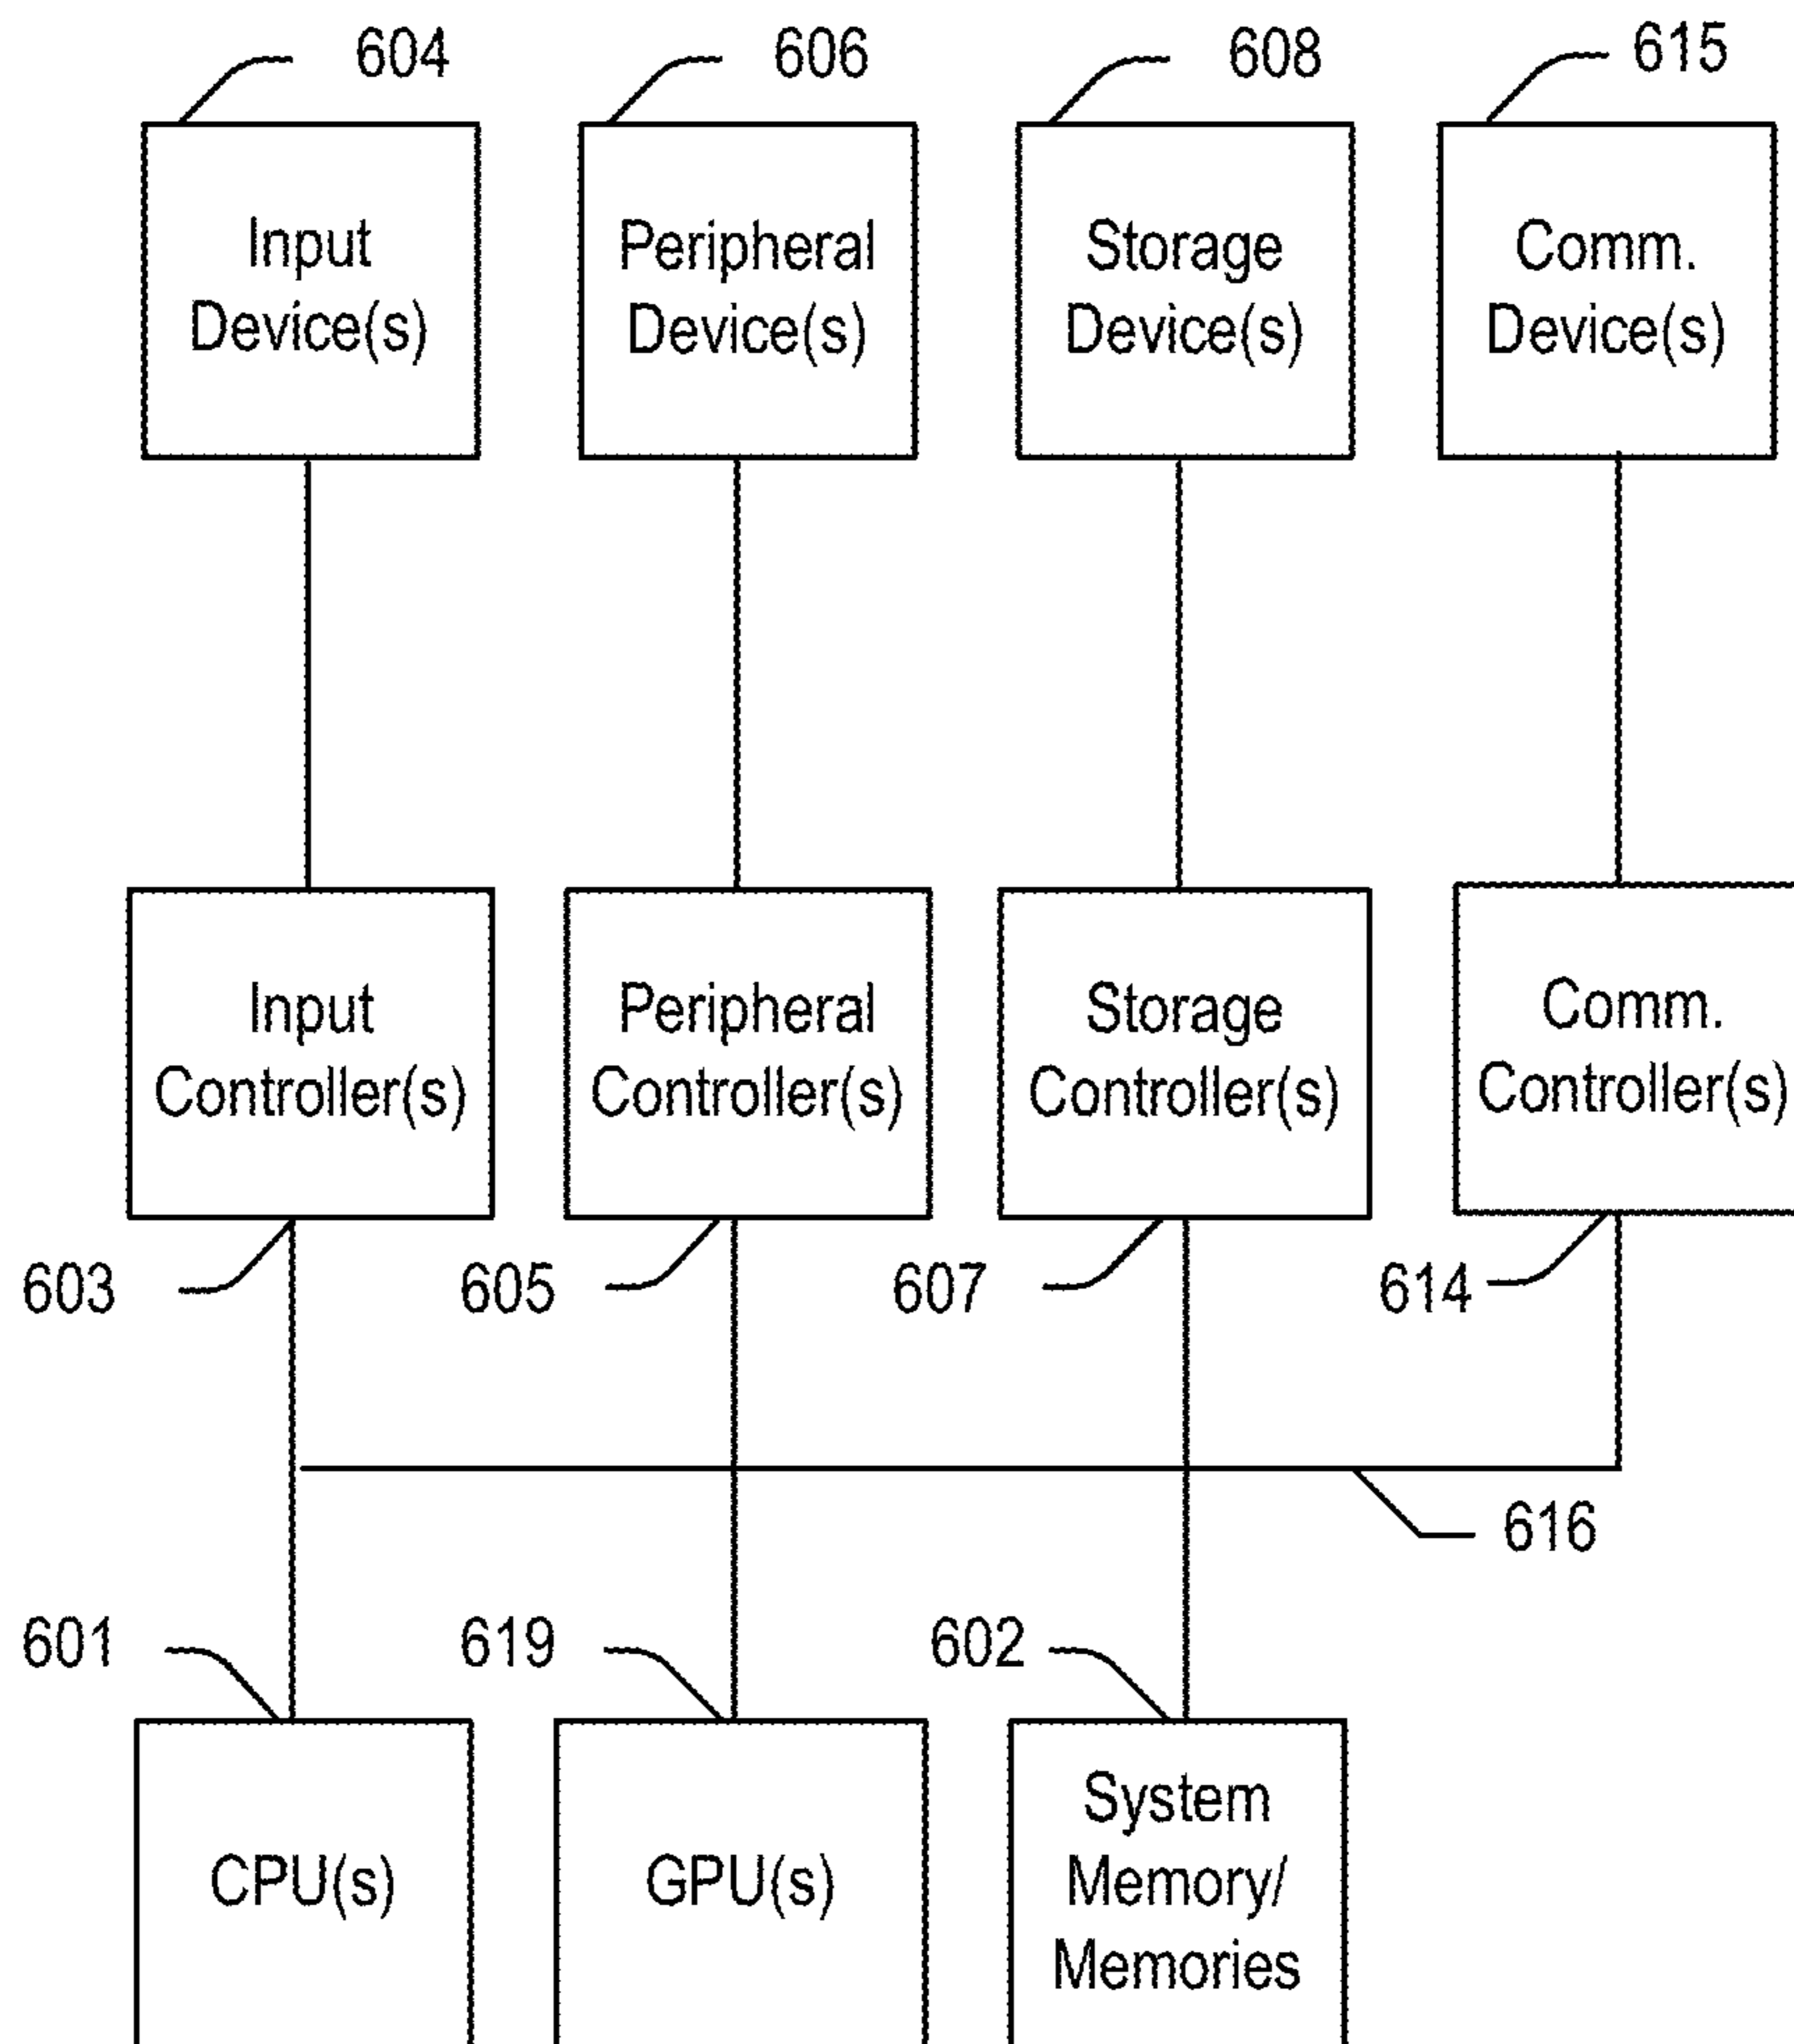 604
606
608
615
Input
Device(s)
Peripheral
Device(s)
Storage
Device(s)
Comm.
Device(s)
Input
Controller(s)
Peripheral
Controller(s)
Storage
Controller(s)
Comm.
Controller(s)
603
605
607
614
616
601
619
602
CPU(s)
GPU(s)
System
Memory/
Memories